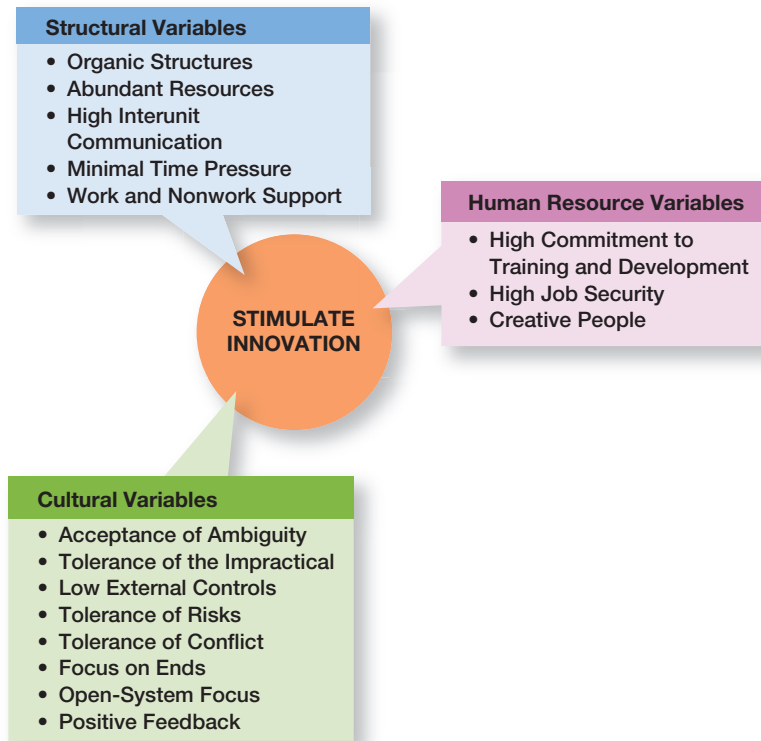 Structural Variables
• Organic Structures
• Abundant Resources
• High Interunit
Communication
• Minimal Time Pressure
• Work and Nonwork Support
Human Resource Variables
• High Commitment to
Training and Development
• High Job Security
• Creative People
STIMULATE
INNOVATION
Cultural Variables
• Acceptance of Ambiguity
• Tolerance of the Impractical
• Low External Controls
• Tolerance of Risks
• Tolerance of Conflict
• Focus on Ends
• Open-System Focus
• Positive Feedback